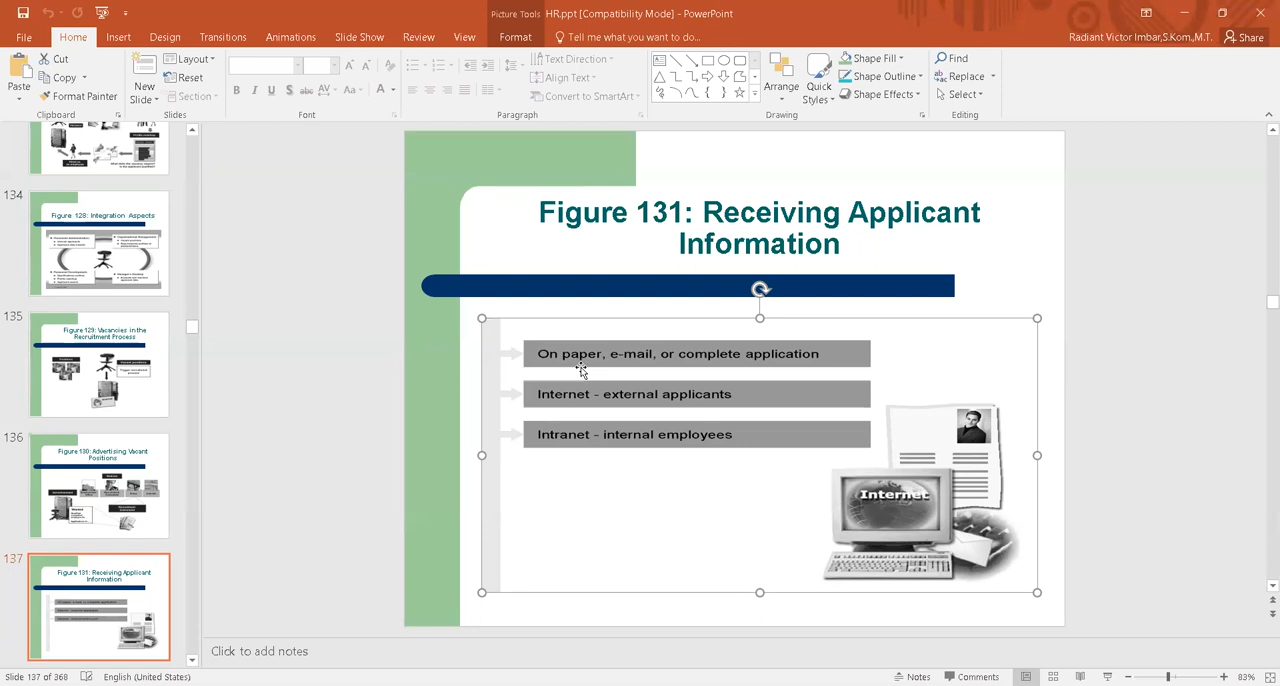 Picture Tools HR.ppt [Compatibility Mode] - PowerPoint
File Home Insert Design Transitions Animations Slide Show Review View Format Tell me what you want to do... Radiant Victor Imbar,S.Kom.,M.T. Share
Paste
Cut
Copy
Format Painter
Clipboard
New
Slide
Layout
Reset
Section
Slides
B I U S abc AV Aa A
Font
Text Direction
Align Text
Convert to SmartArt
Paragraph
Arrange
Quick
Styles
Shape Fill
Shape Outline
Shape Effects
Drawing
Find
Replace
Select
Editing
134
Figure 128: Integration Aspects
135
Figure 129: Vacancies in the
Recruitment Process
136
Figure 130: Advertising Vacant
Positions
137
Figure 131: Receiving Applicant
Information
Figure 131: Receiving Applicant
Information
On paper, e-mail, or complete application
Internet - external applicants
Intranet - internal employees
Internet
Click to add notes
Slide 137 of 368 English (United States) Notes Comments 83%